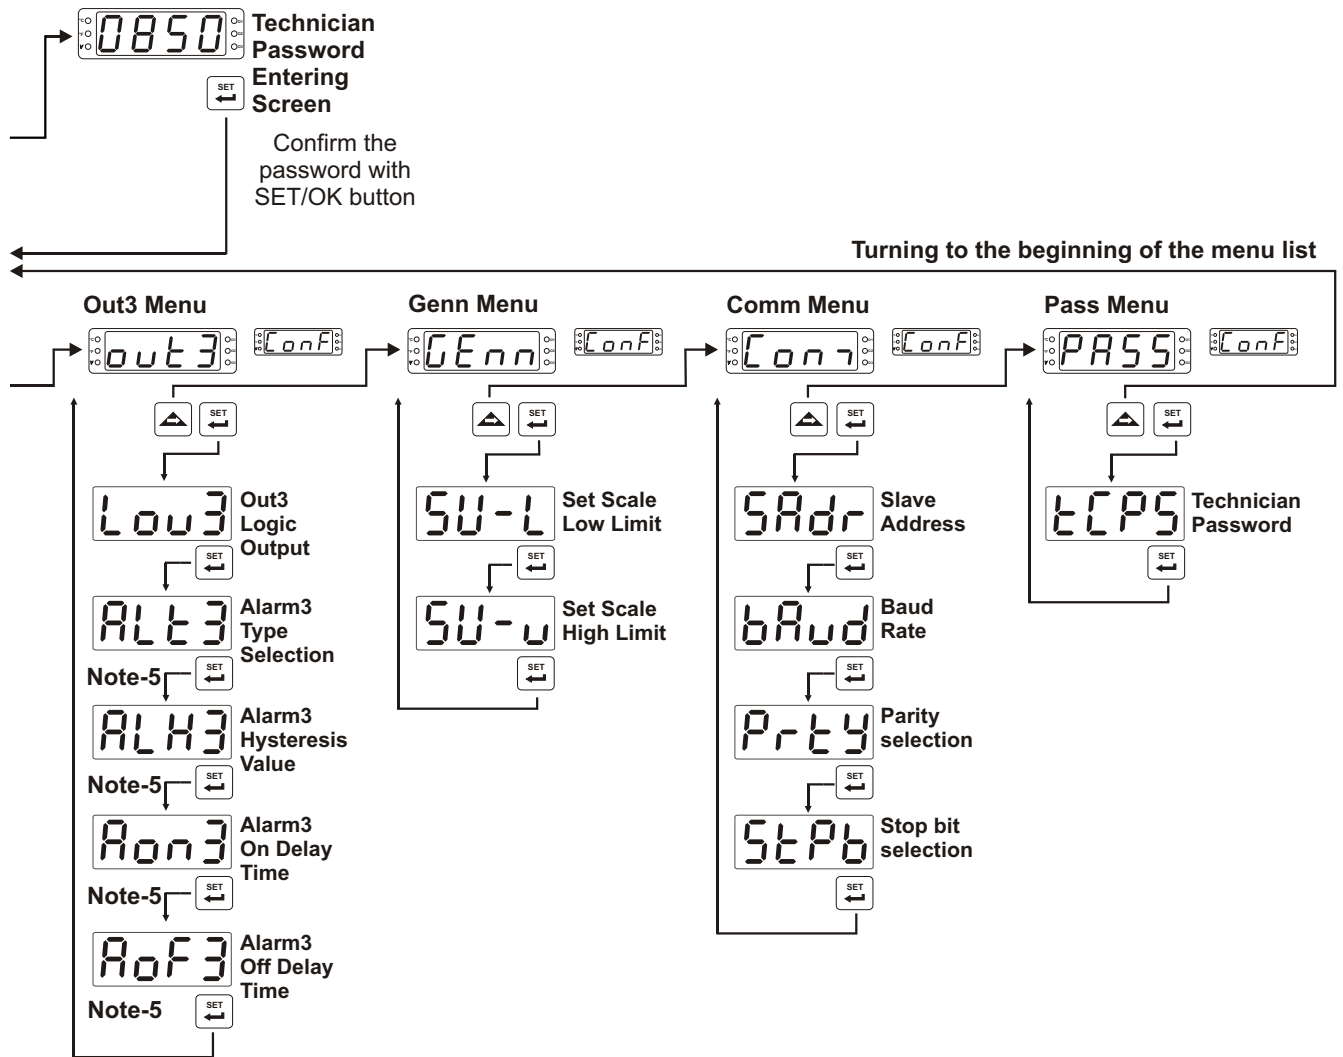 0850
Technician
Password
Entering
Screen
SET
Confirm the
password with
SET/OK button
Turning to the beginning of the menu list
Out3 Menu
out3
ConF
SET
Lou3
Out3
Logic
Output
SET
ALt3
Alarm3
Type
Selection
Note-5
SET
ALH3
Alarm3
Hysteresis
Value
Note-5
SET
Aon3
Alarm3
On Delay
Time
Note-5
SET
AoF3
Alarm3
Off Delay
Time
Note-5
SET
Genn Menu
GEnn
ConF
SET
SU-L
Set Scale
Low Limit
SET
SU-u
Set Scale
High Limit
SET
Comm Menu
ConF
SET
SAdr
Slave
Address
SET
bAud
Baud
Rate
SET
PrtY
Parity
selection
SET
StPb
Stop bit
selection
SET
Pass Menu
PASS
ConF
SET
tCPS
Technician
Password
SET